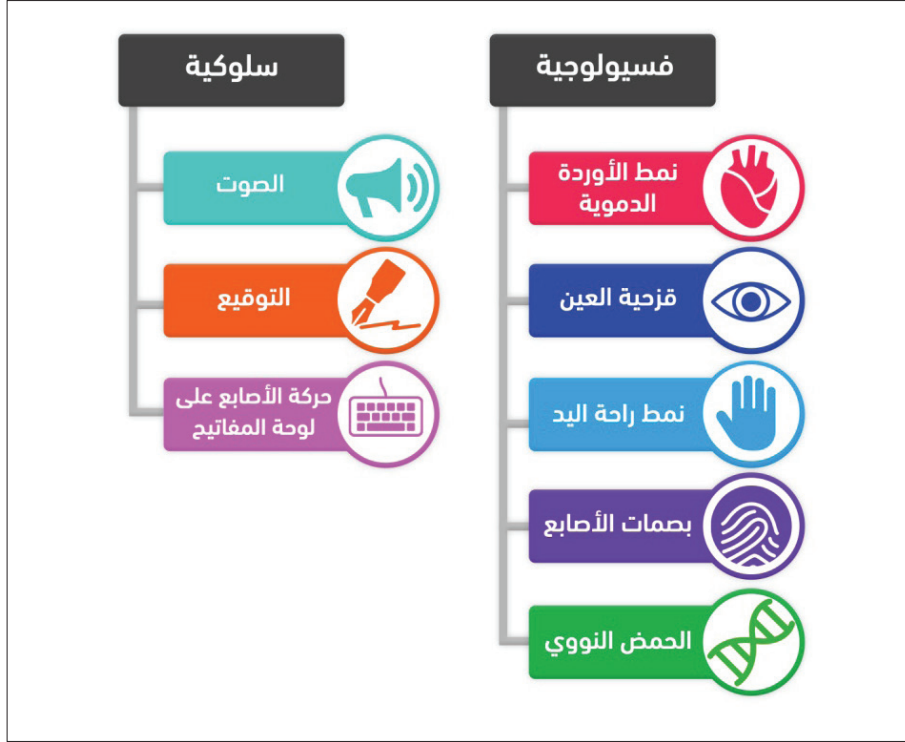 فسيولوجية
نمط الأوردة
الدموية
قزحية العين
نمط راحة اليد
بصمات الأصابع
الحمض النووي
سلوكية
الصوت
التوقيع
حركة الأصابع على
لوحة المفاتيح